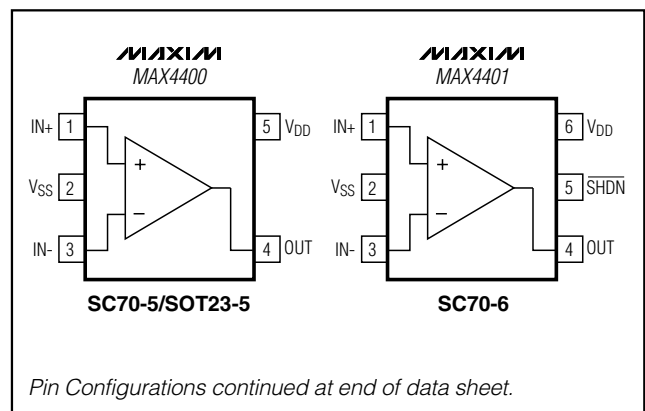 MAXIM
MAX4400
IN+ 1
5 VDD
VSS 2
IN- 3
4 OUT
+
−
SC70-5/SOT23-5
MAXIM
MAX4401
IN+ 1
6 VDD
VSS 2
5 SHDN
IN- 3
4 OUT
+
−
SC70-6
Pin Configurations continued at end of data sheet.